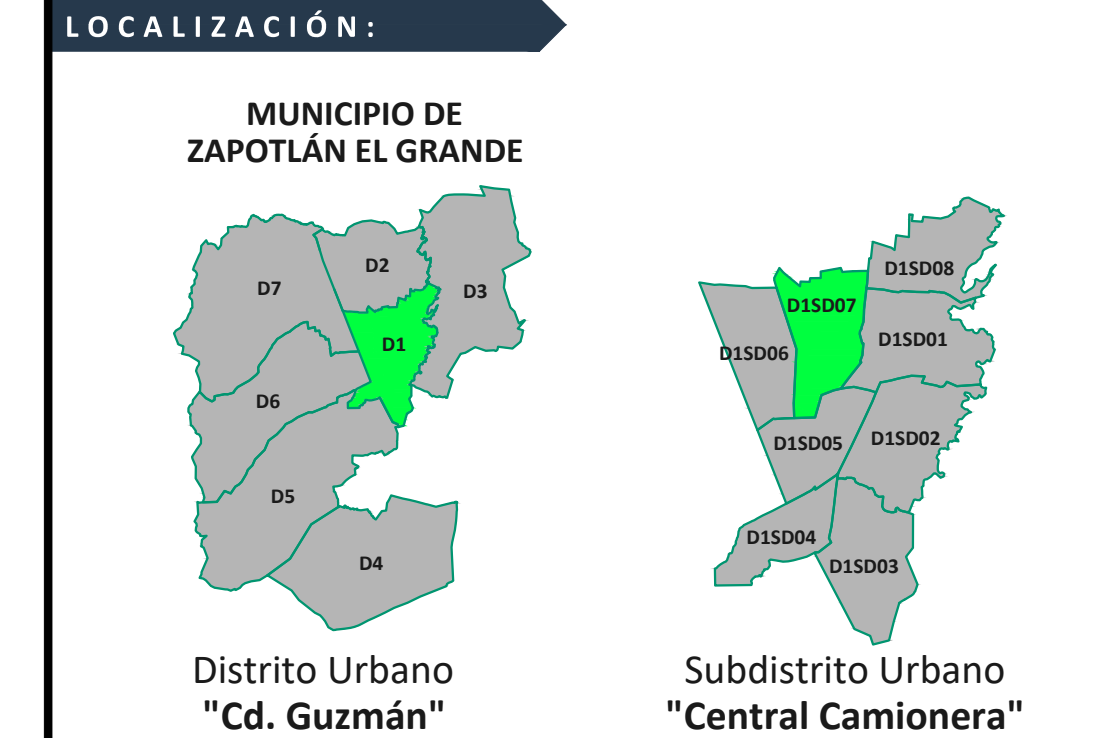 LOCALIZACIÓN:
MUNICIPIO DE
ZAPOTLÁN EL GRANDE
D7
D2
D3
D1
D6
D5
D4
Distrito Urbano
"Cd. Guzmán"
D1SD08
D1SD07
D1SD01
D1SD06
D1SD05
D1SD02
D1SD04
D1SD03
Subdistrito Urbano
"Central Camionera"